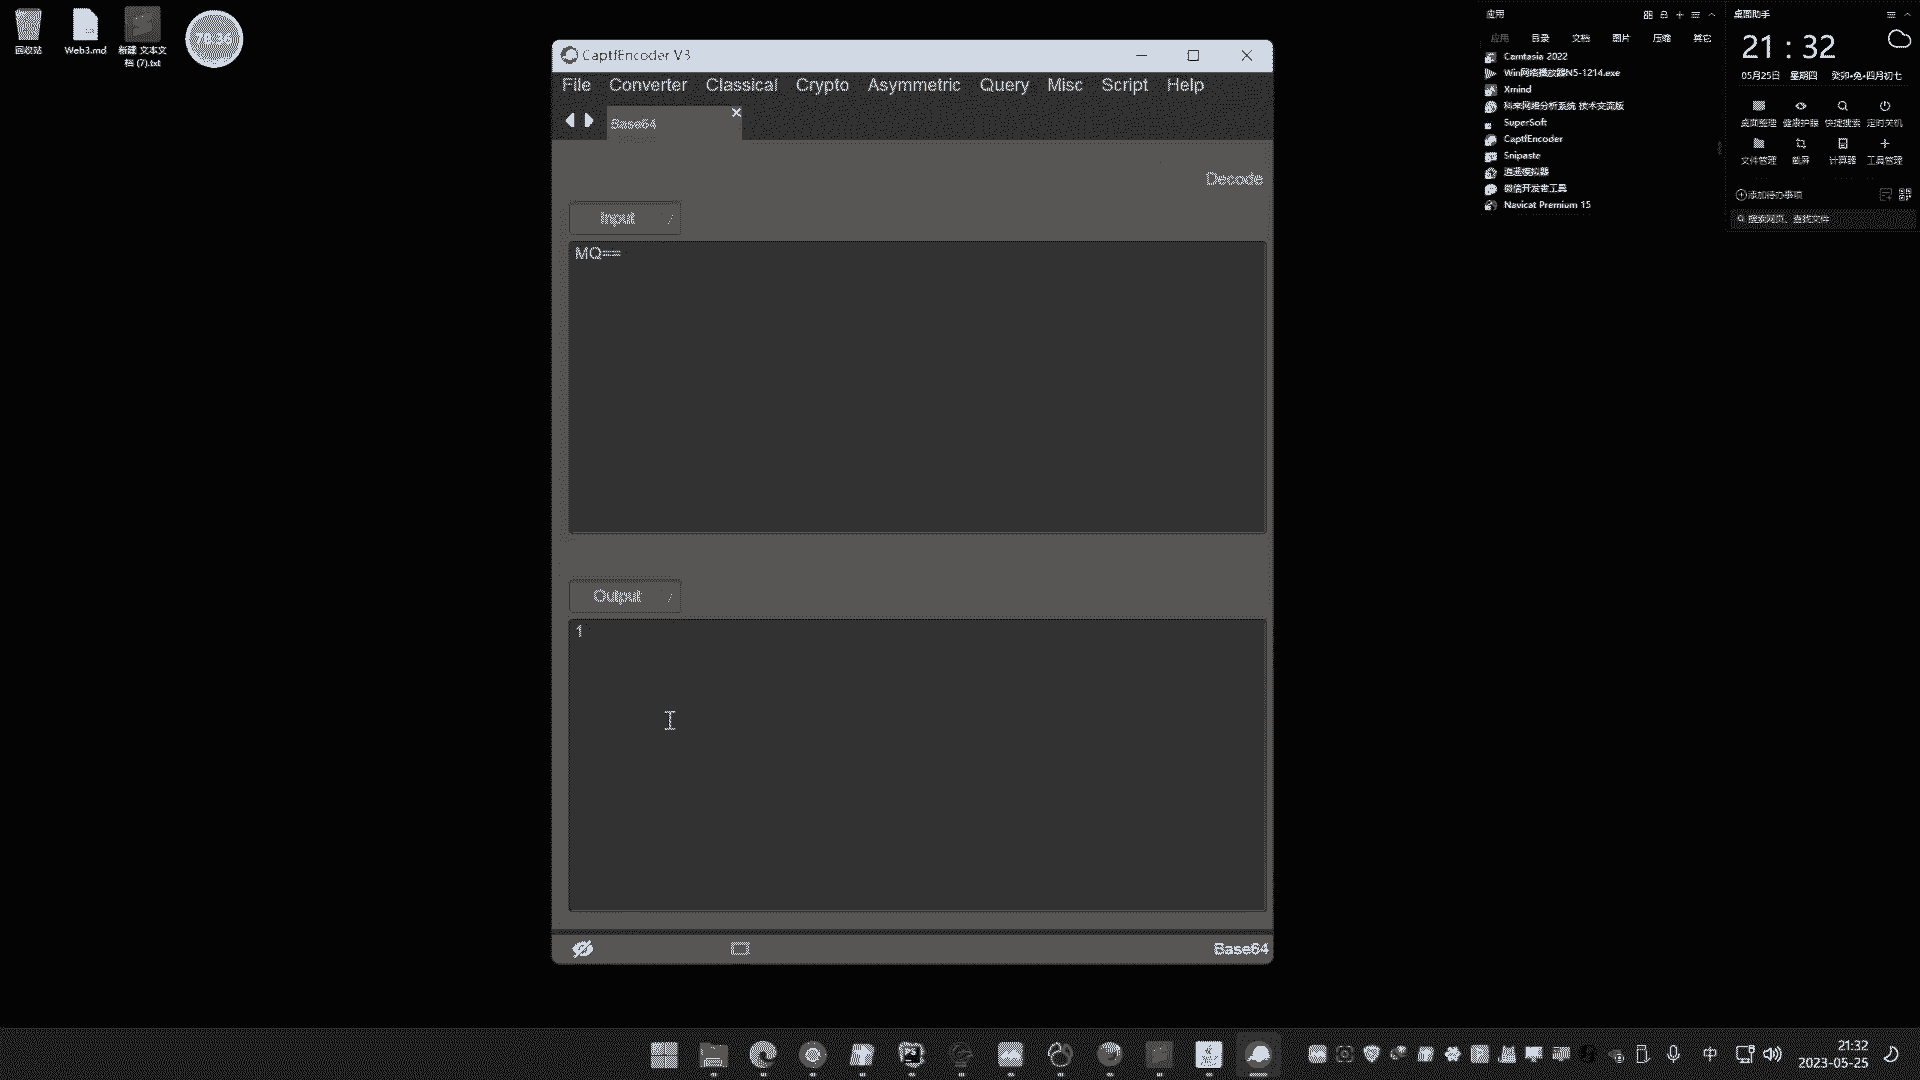 回收站
Web3.md
新建 文本文
档 (7).txt
CaptfEncoder V3
File Converter Classical Crypto Asymmetric Query Misc Script Help
Base64
Decode
Input
MQ==
Output
1
Base64
应用
应用 目录 文档 图片 压缩 其它
Camtasia 2022
Win网络播放器N5-1214.exe
Xmind
科来网络分析系统 技术交流版
SuperSoft
CaptfEncoder
Snipaste
逍遥模拟器
微信开发者工具
Navicat Premium 15
桌面助手
21 : 32
05月25日 星期四 癸卯•兔•四月初七
桌面整理 健康护眼 快捷搜索 定时关机
文件管理 截屏 计算器 工具管理
添加待办事项
搜索网页、查找文件
PS
中
21:32
2023-05-25